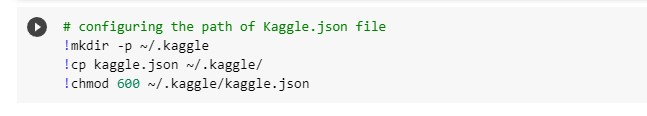 # configuring the path of Kaggle.json file
!mkdir -p ~/.kaggle
!cp kaggle.json ~/.kaggle/
!chmod 600 ~/.kaggle/kaggle.json